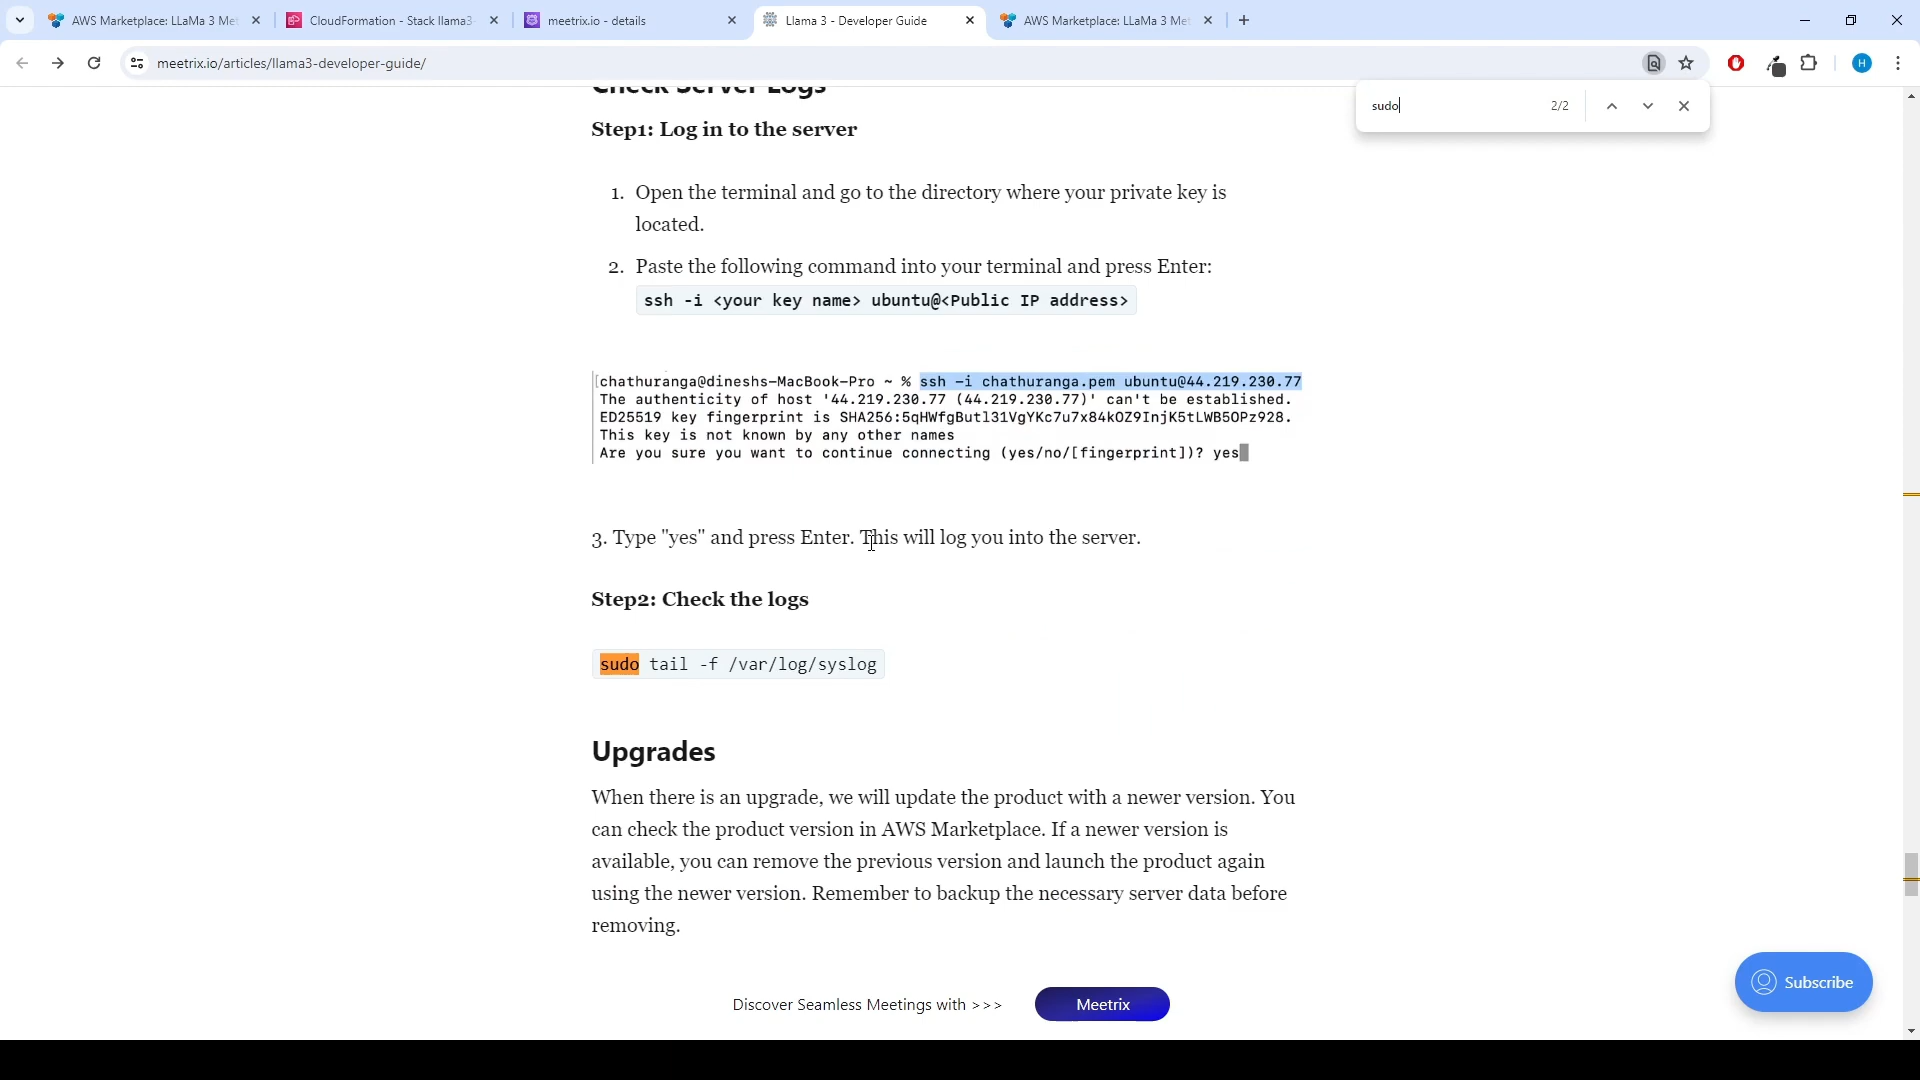 AWS Marketplace: LLaMa 3 Met
CloudFormation - Stack llama3-
meetrix.io - details
Llama 3 - Developer Guide
AWS Marketplace: LLaMa 3 Met
meetrix.io/articles/llama3-developer-guide/
H
sudo
2/2
Check Server Logs
Step1: Log in to the server
1. Open the terminal and go to the directory where your private key is
located.
2. Paste the following command into your terminal and press Enter:
ssh -i <your key name> ubuntu@<Public IP address>
[chathuranga@dineshs-MacBook-Pro ~ % ssh -i chathuranga.pem ubuntu@44.219.230.77
The authenticity of host '44.219.230.77 (44.219.230.77)' can't be established.
ED25519 key fingerprint is SHA256:5qHWfgButl31VgYKc7u7x84kOZ9InjK5tLWB5OPz928.
This key is not known by any other names
Are you sure you want to continue connecting (yes/no/[fingerprint])? yes
3. Type "yes" and press Enter. This will log you into the server.
Step2: Check the logs
sudo tail -f /var/log/syslog
Upgrades
When there is an upgrade, we will update the product with a newer version. You
can check the product version in AWS Marketplace. If a newer version is
available, you can remove the previous version and launch the product again
using the newer version. Remember to backup the necessary server data before
removing.
Subscribe
Discover Seamless Meetings with >>>
Meetrix